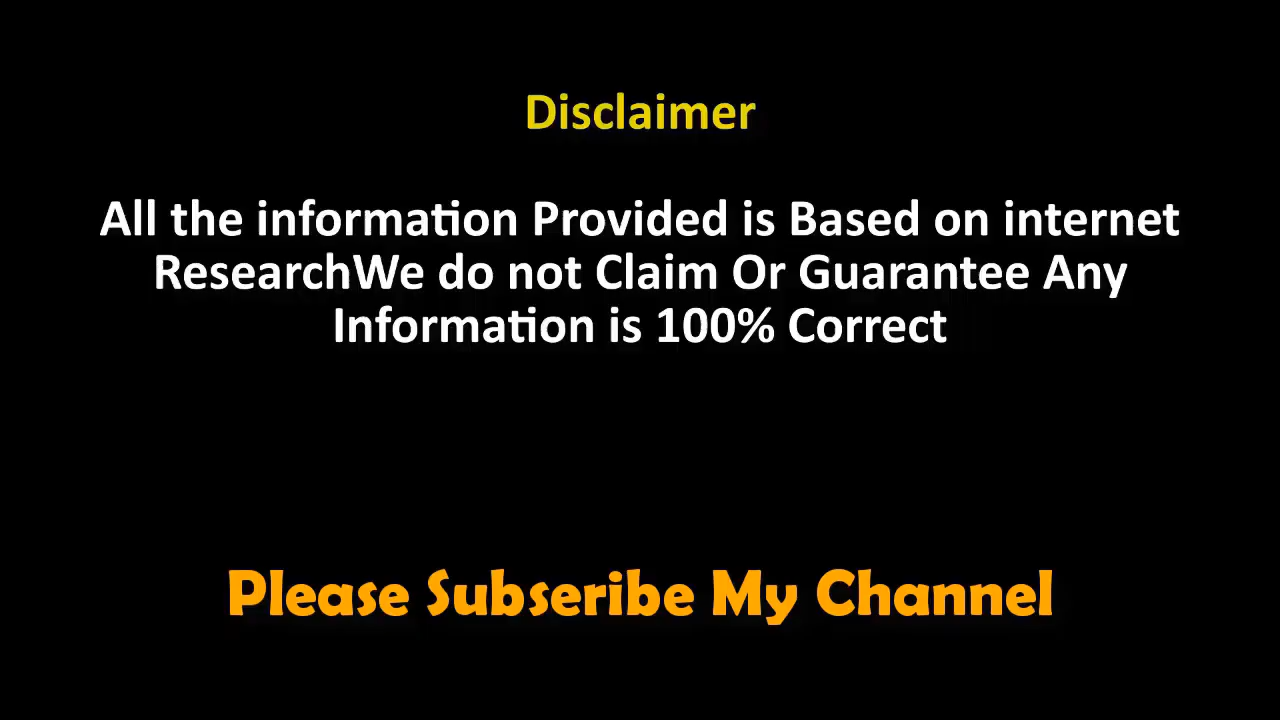 Disclaimer
All the information Provided is Based on internet
ResearchWe do not Claim Or Guarantee Any
Information is 100% Correct
Please Subseribe My Channel